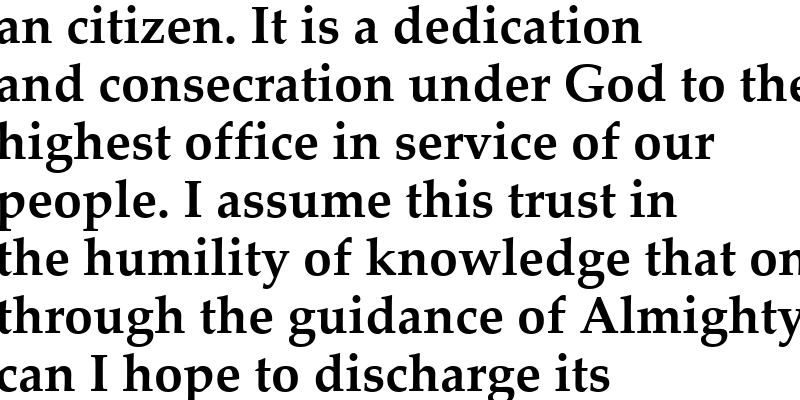 an citizen. It is a dedication
and consecration under God to the
highest office in service of our
people. I assume this trust in
the humility of knowledge that on
through the guidance of Almighty
can I hope to discharge its